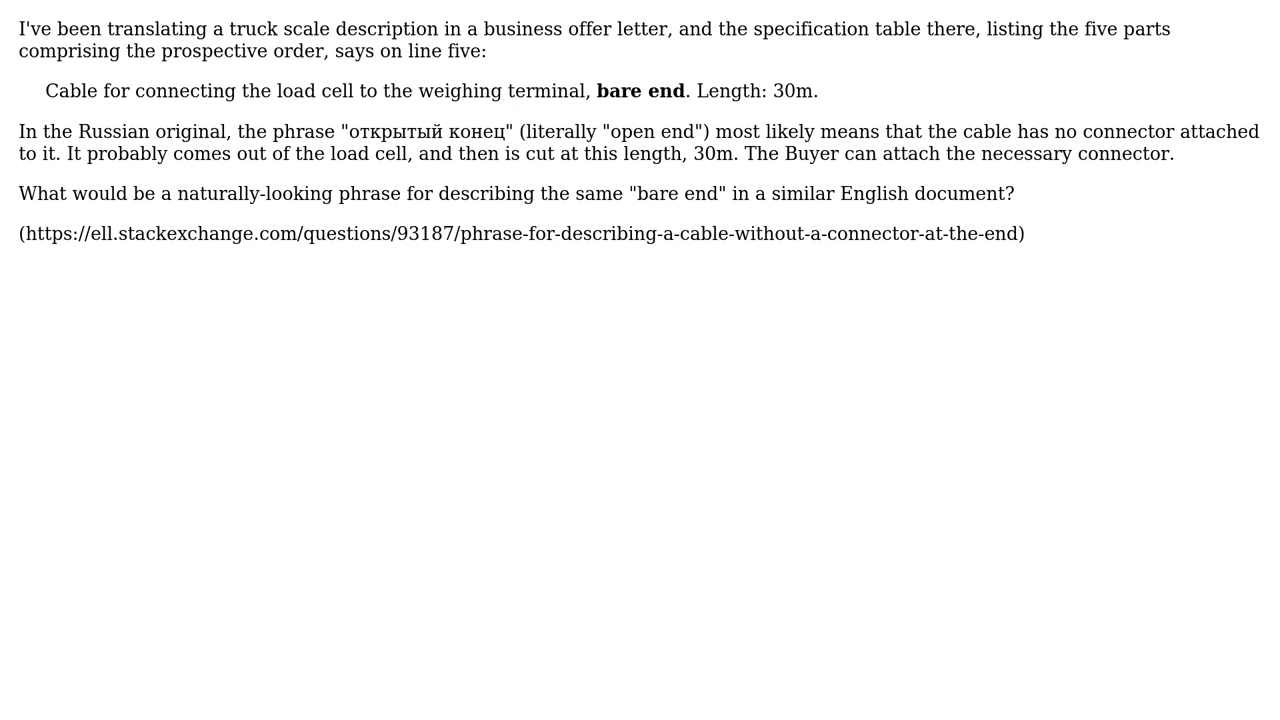 I've been translating a truck scale description in a business offer letter, and the specification table there, listing the five parts
comprising the prospective order, says on line five:
Cable for connecting the load cell to the weighing terminal, bare end. Length: 30m.
In the Russian original, the phrase "открытый конец" (literally "open end") most likely means that the cable has no connector attached
to it. It probably comes out of the load cell, and then is cut at this length, 30m. The Buyer can attach the necessary connector.
What would be a naturally-looking phrase for describing the same "bare end" in a similar English document?
(https://ell.stackexchange.com/questions/93187/phrase-for-describing-a-cable-without-a-connector-at-the-end)